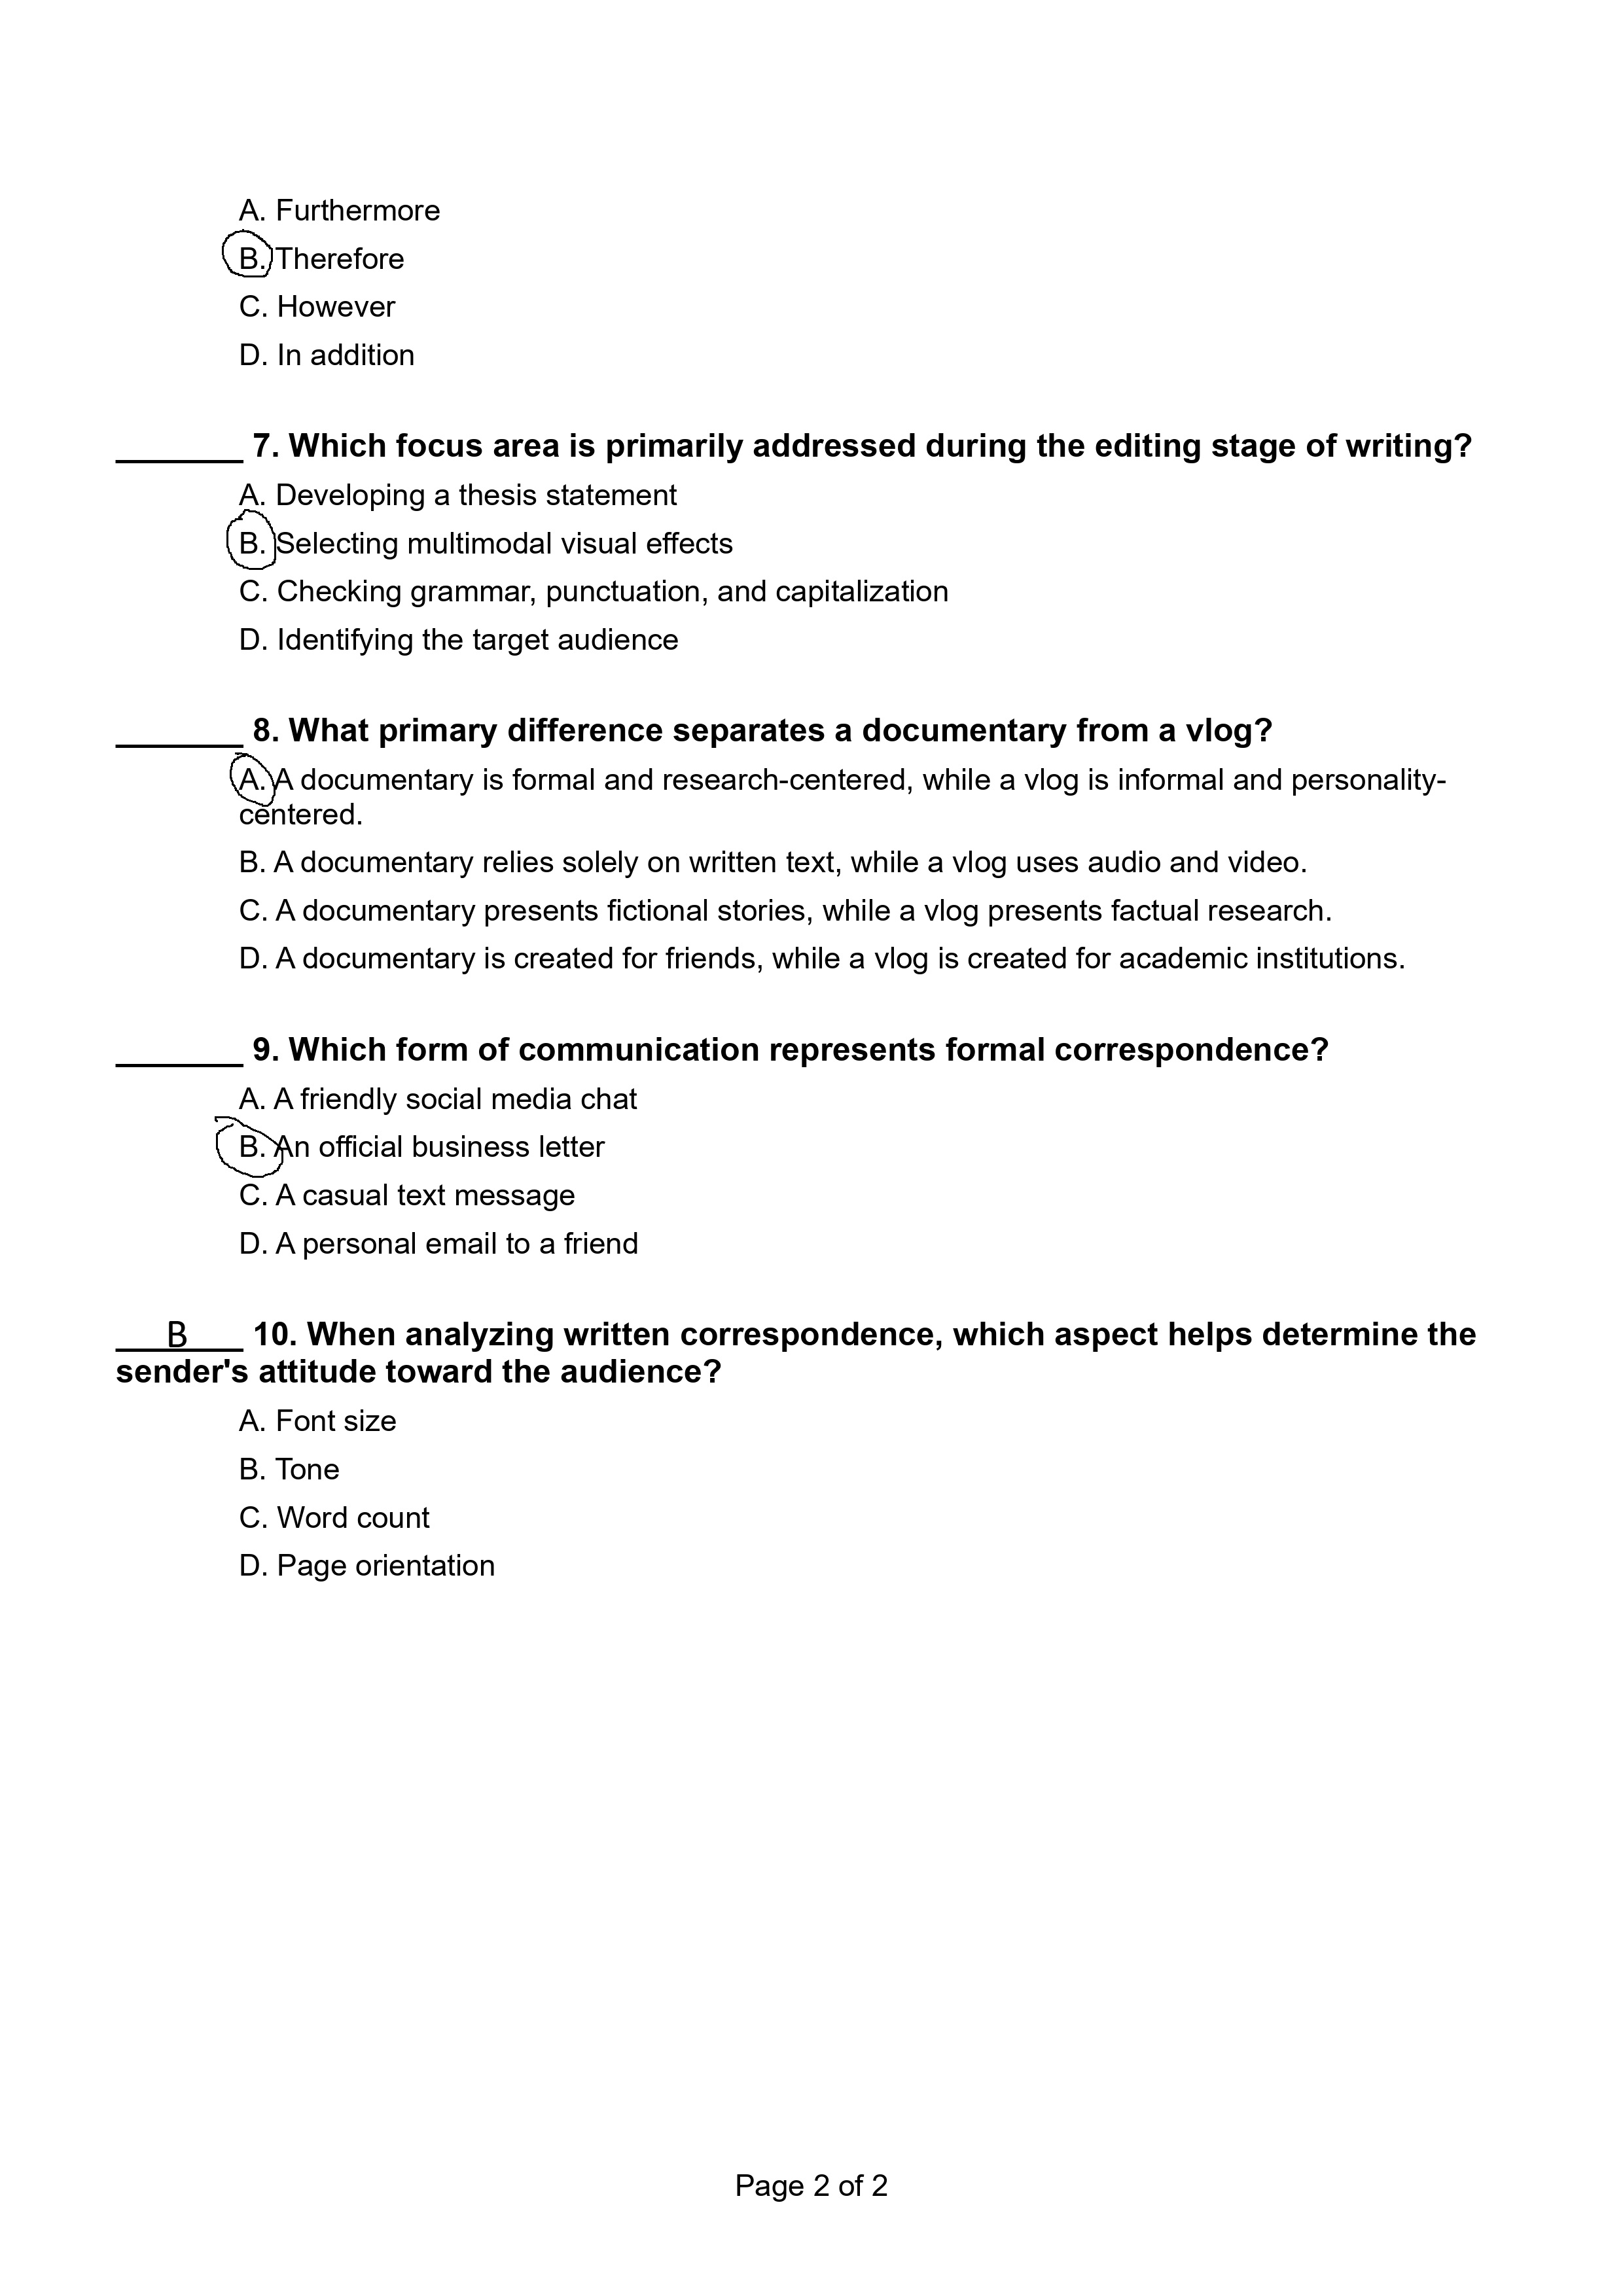 A. Furthermore
B. Therefore
C. However
D. In addition
_______ 7. Which focus area is primarily addressed during the editing stage of writing?
A. Developing a thesis statement
B. Selecting multimodal visual effects
C. Checking grammar, punctuation, and capitalization
D. Identifying the target audience
_______ 8. What primary difference separates a documentary from a vlog?
A. A documentary is formal and research-centered, while a vlog is informal and personality-
centered.
B. A documentary relies solely on written text, while a vlog uses audio and video.
C. A documentary presents fictional stories, while a vlog presents factual research.
D. A documentary is created for friends, while a vlog is created for academic institutions.
_______ 9. Which form of communication represents formal correspondence?
A. A friendly social media chat
B. An official business letter
C. A casual text message
D. A personal email to a friend
___B___ 10. When analyzing written correspondence, which aspect helps determine the
sender's attitude toward the audience?
A. Font size
B. Tone
C. Word count
D. Page orientation
Page 2 of 2